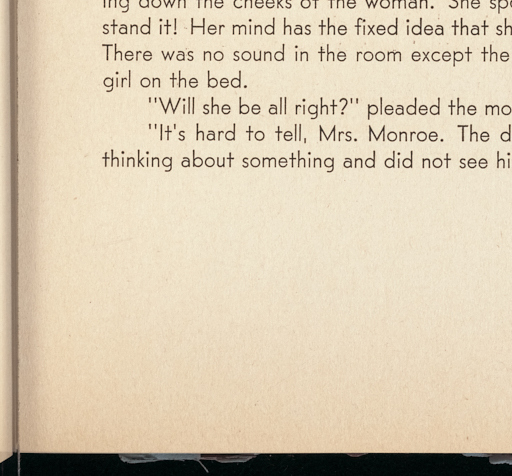 ing down the cheeks of the woman. She spo
stand it! Her mind has the fixed idea that sh
There was no sound in the room except the
girl on the bed.
"Will she be all right?" pleaded the mo
"It's hard to tell, Mrs. Monroe. The d
thinking about something and did not see hi